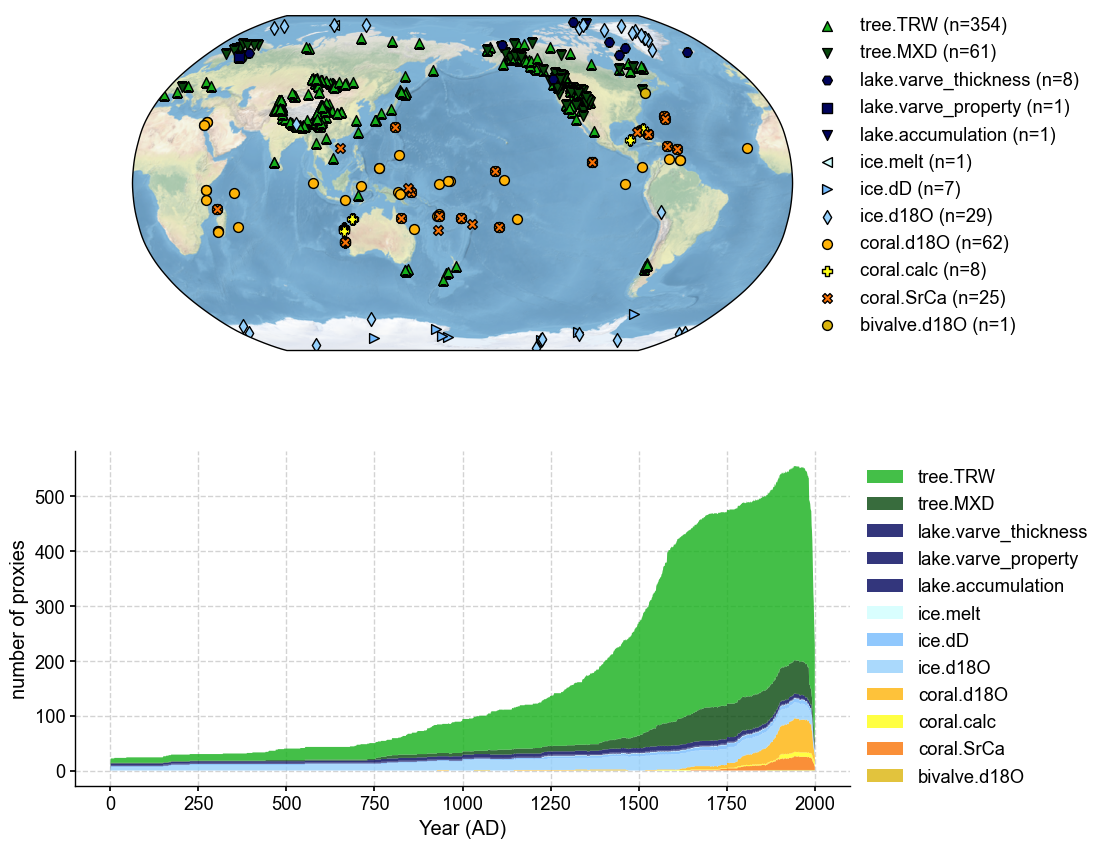 tree.TRW (n=354)
tree.MXD (n=61)
lake.varve_thickness (n=8)
lake.varve_property (n=1)
lake.accumulation (n=1)
ice.melt (n=1)
ice.dD (n=7)
ice.d18O (n=29)
coral.d18O (n=62)
coral.calc (n=8)
coral.SrCa (n=25)
bivalve.d18O (n=1)
number of proxies
500
400
300
200
100
0
0 250 500 750 1000 1250 1500 1750 2000
Year (AD)
tree.TRW
tree.MXD
lake.varve_thickness
lake.varve_property
lake.accumulation
ice.melt
ice.dD
ice.d18O
coral.d18O
coral.calc
coral.SrCa
bivalve.d18O